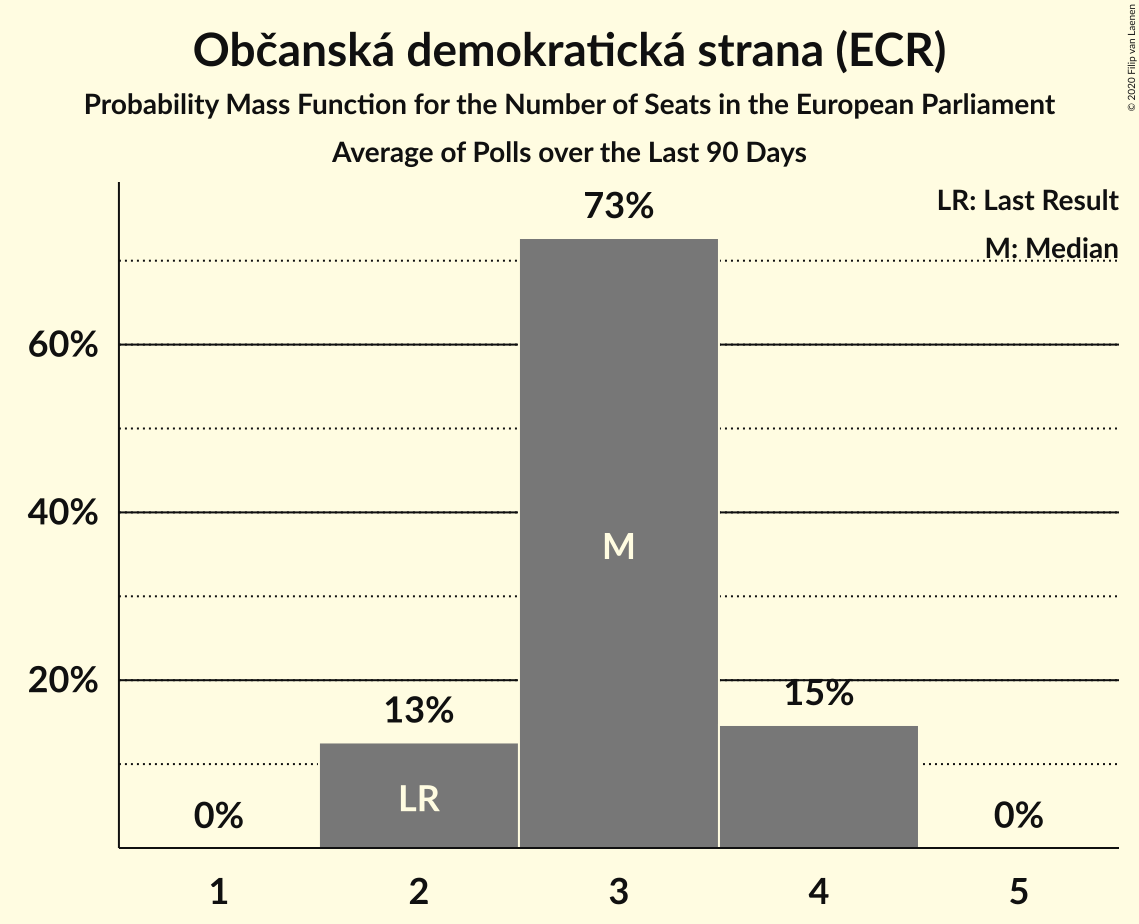 Občanská demokratická strana (ECR)
Probability Mass Function for the Number of Seats in the European Parliament
Average of Polls over the Last 90 Days
© 2020 Filip van Laenen
LR: Last Result
M: Median
73%
60%
40%
M
20%
15%
13%
LR
0%
0%
1
2
3
4
5